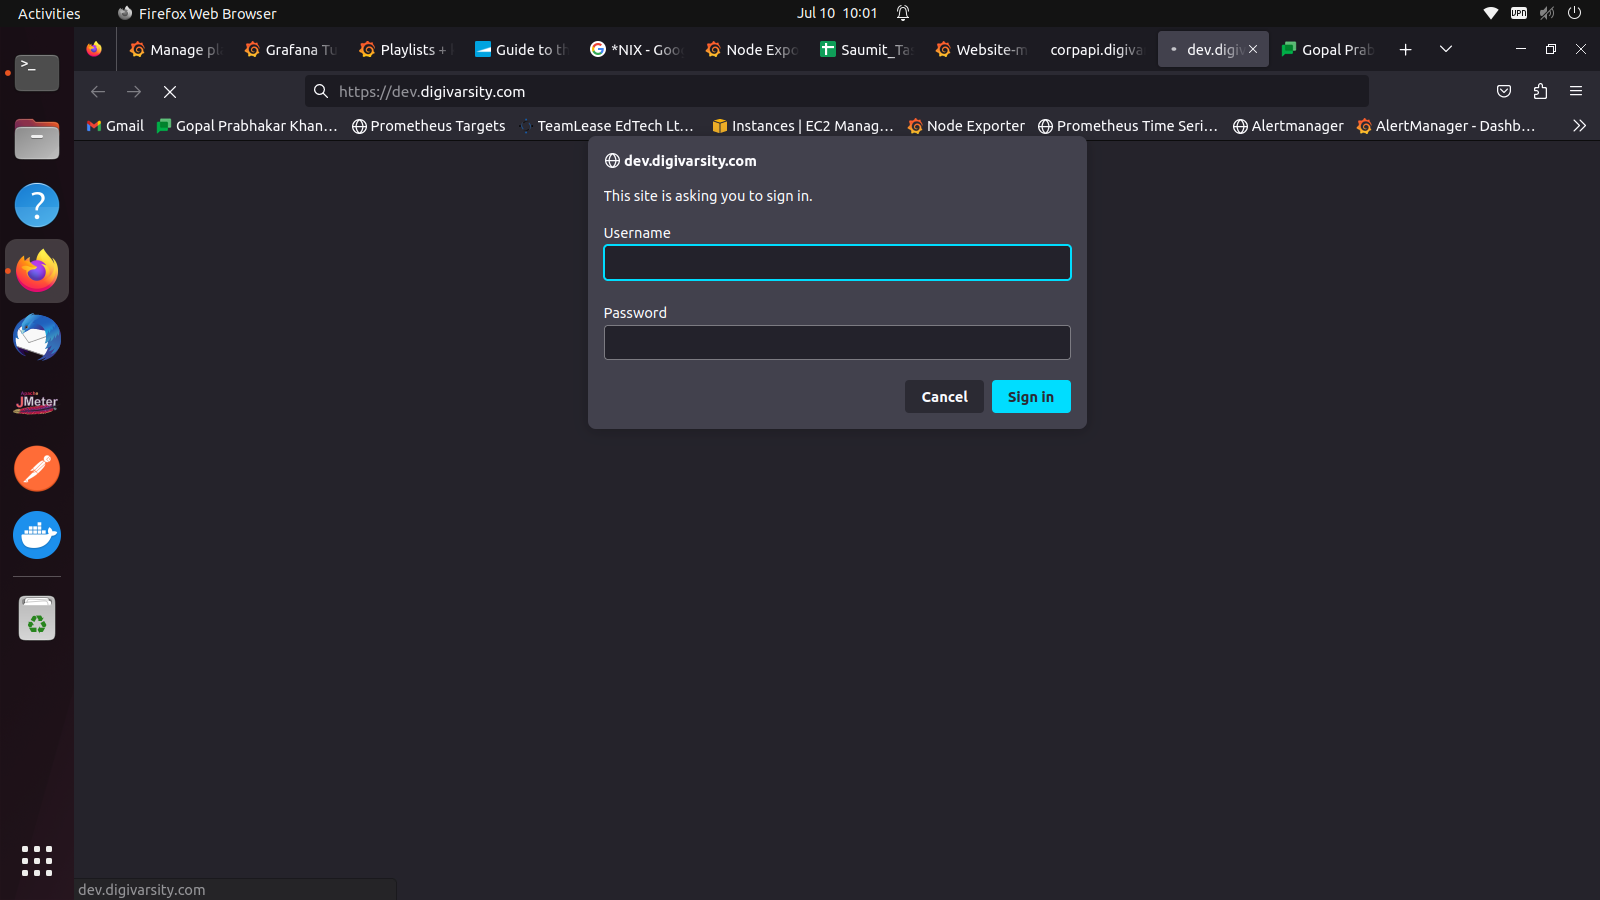 Activities Firefox Web Browser Jul 10 10:01 VPN
Manage pl Grafana Tu Playlists + Guide to th *NIX - Goo Node Expo Saumit_Tas Website-m corpapi.digiva dev.digiv Gopal Prab
https://dev.digivarsity.com
Gmail Gopal Prabhakar Khan... Prometheus Targets TeamLease EdTech Lt... Instances | EC2 Manag... Node Exporter Prometheus Time Seri... Alertmanager AlertManager - Dashb...
dev.digivarsity.com
This site is asking you to sign in.
Username
Password
Cancel Sign in
APACHE
JMeter
dev.digivarsity.com